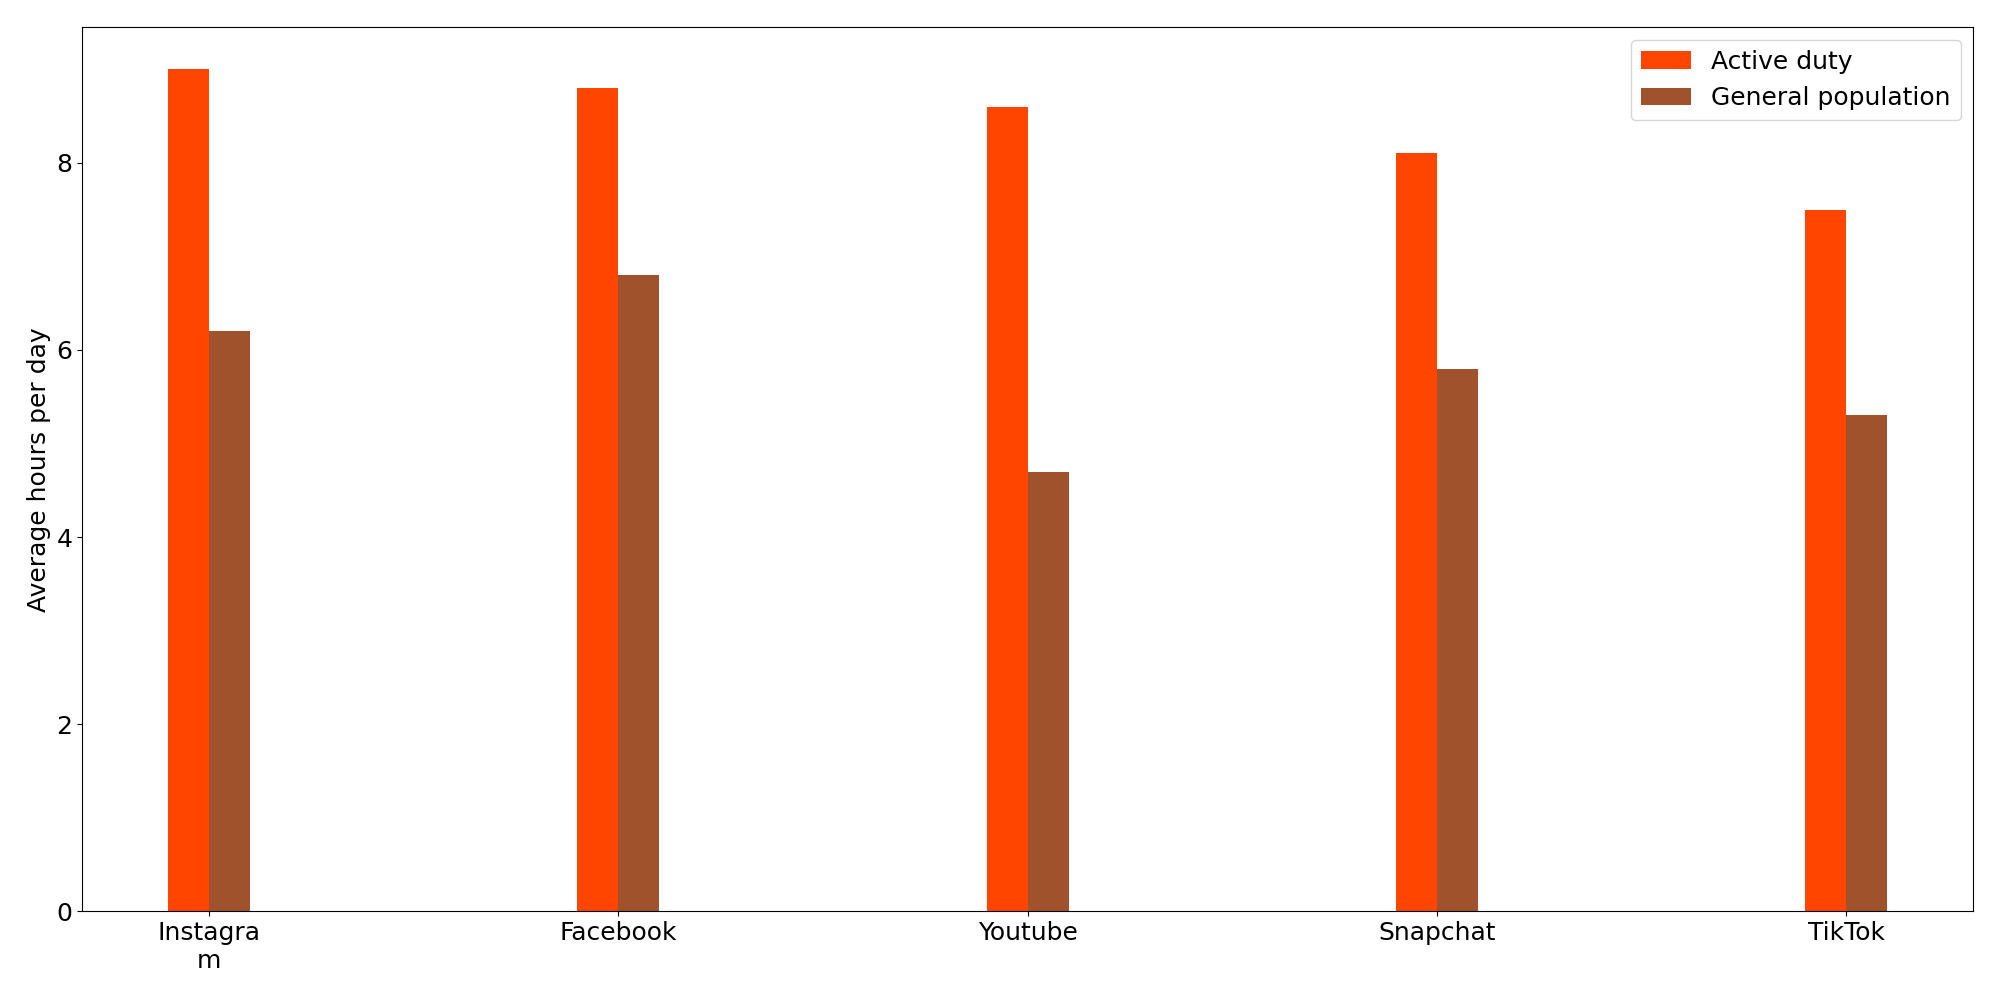 Active duty
General population
Average hours per day
8
6
4
2
0
Instagra
m
Facebook
Youtube
Snapchat
TikTok